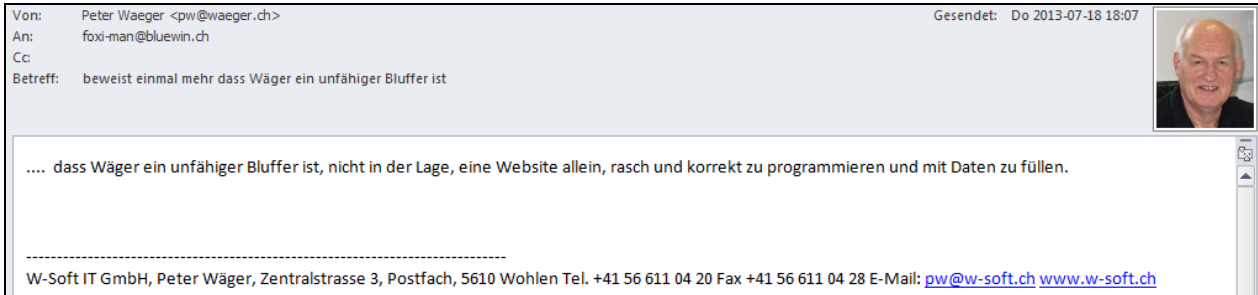 Von: Peter Waeger <pw@waeger.ch> Gesendet: Do 2013-07-18 18:07
An: foxi-man@bluewin.ch
Cc:
Betreff: beweist einmal mehr dass Wäger ein unfähiger Bluffer ist
.... dass Wäger ein unfähiger Bluffer ist, nicht in der Lage, eine Website allein, rasch und korrekt zu programmieren und mit Daten zu füllen.
--------------------------------------------------------------------------------
W-Soft IT GmbH, Peter Wäger, Zentralstrasse 3, Postfach, 5610 Wohlen Tel. +41 56 611 04 20 Fax +41 56 611 04 28 E-Mail: pw@w-soft.ch www.w-soft.ch